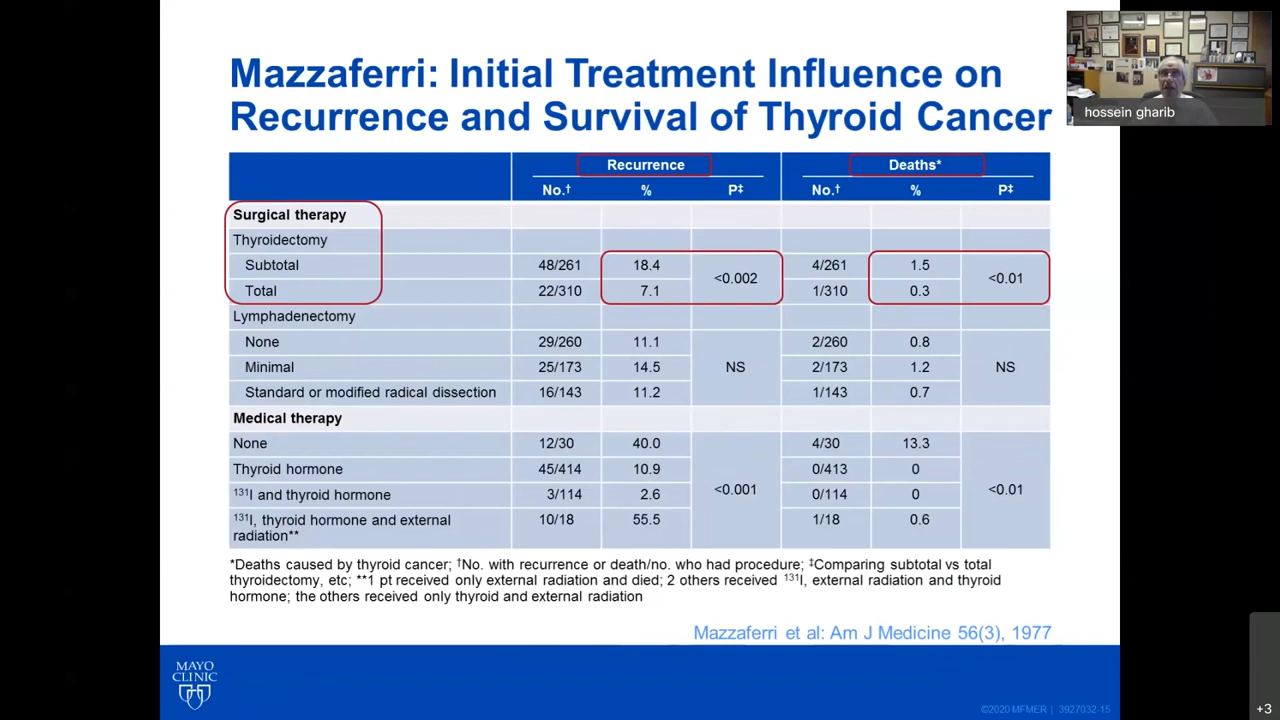 Mazzaferri: Initial Treatment Influence on
Recurrence and Survival of Thyroid Cancer
hossein gharib
Recurrence Deaths*
No.† % P‡ No.† % P‡
Surgical therapy
Thyroidectomy
Subtotal 48/261 18.4 <0.002 4/261 1.5 <0.01
Total 22/310 7.1 1/310 0.3
Lymphadenectomy
None 29/260 11.1 2/260 0.8
Minimal 25/173 14.5 NS 2/173 1.2 NS
Standard or modified radical dissection 16/143 11.2 1/143 0.7
Medical therapy
None 12/30 40.0 4/30 13.3
Thyroid hormone 45/414 10.9 <0.001 0/413 0 <0.01
¹³¹I and thyroid hormone 3/114 2.6 0/114 0
¹³¹I, thyroid hormone and external 10/18 55.5 1/18 0.6
radiation**
*Deaths caused by thyroid cancer; †No. with recurrence or death/no. who had procedure; ‡Comparing subtotal vs total
thyroidectomy, etc; **1 pt received only external radiation and died; 2 others received ¹³¹I, external radiation and thyroid
hormone; the others received only thyroid and external radiation
Mazzaferri et al: Am J Medicine 56(3), 1977
MAYO
CLINIC
©2020 MFMER | 3927032-15
+3